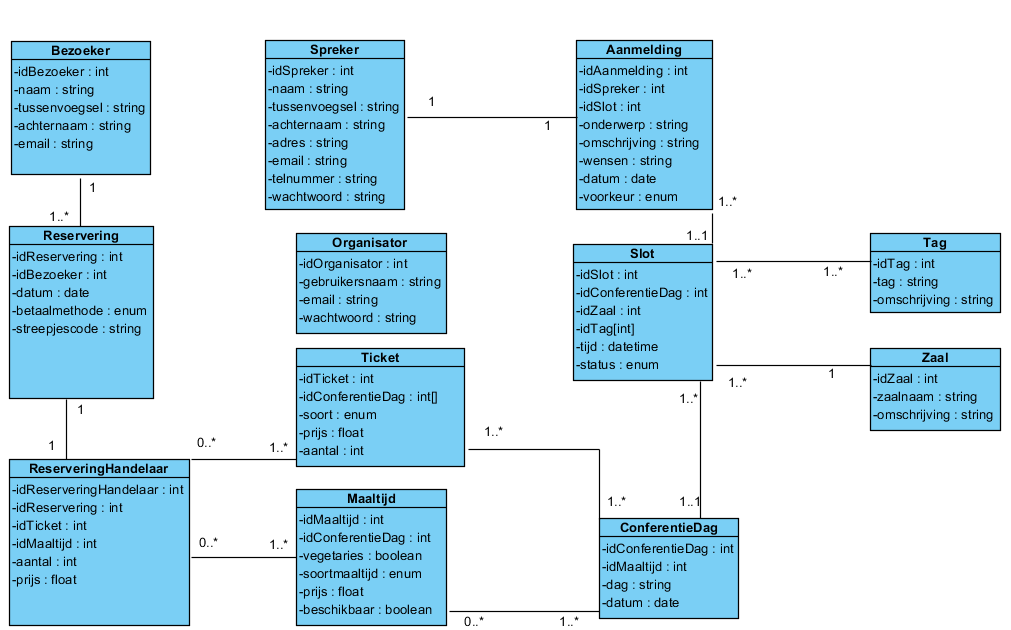 Bezoeker
-idBezoeker : int
-naam : string
-tussenvoegsel : string
-achternaam : string
-email : string
1
1..*
Reservering
-idReservering : int
-idBezoeker : int
-datum : date
-betaalmethode : enum
-streepjescode : string
1
1
ReserveringHandelaar
-idReserveringHandelaar : int
-idReservering : int
-idTicket : int
-idMaaltijd : int
-aantal : int
-prijs : float
Spreker
-idSpreker : int
-naam : string
-tussenvoegsel : string
-achternaam : string
-adres : string
-email : string
-telnummer : string
-wachtwoord : string
1
1
Organisator
-idOrganisator : int
-gebruikersnaam : string
-email : string
-wachtwoord : string
Ticket
-idTicket : int
-idConferentieDag : int[]
-soort : enum
-prijs : float
-aantal : int
0..*
1..*
1..*
1..*
Maaltijd
-idMaaltijd : int
-idConferentieDag : int
-vegetaries : boolean
-soortmaaltijd : enum
-prijs : float
-beschikbaar : boolean
0..*
1..*
0..*
1..*
Aanmelding
-idAanmelding : int
-idSpreker : int
-idSlot : int
-onderwerp : string
-omschrijving : string
-wensen : string
-datum : date
-voorkeur : enum
1..*
1..1
Slot
-idSlot : int
-idConferentieDag : int
-idZaal : int
-idTag[int]
-tijd : datetime
-status : enum
1..*
1..*
1..*
1
1..*
1..1
ConferentieDag
-idConferentieDag : int
-idMaaltijd : int
-dag : string
-datum : date
Tag
-idTag : int
-tag : string
-omschrijving : string
Zaal
-idZaal : int
-zaalnaam : string
-omschrijving : string